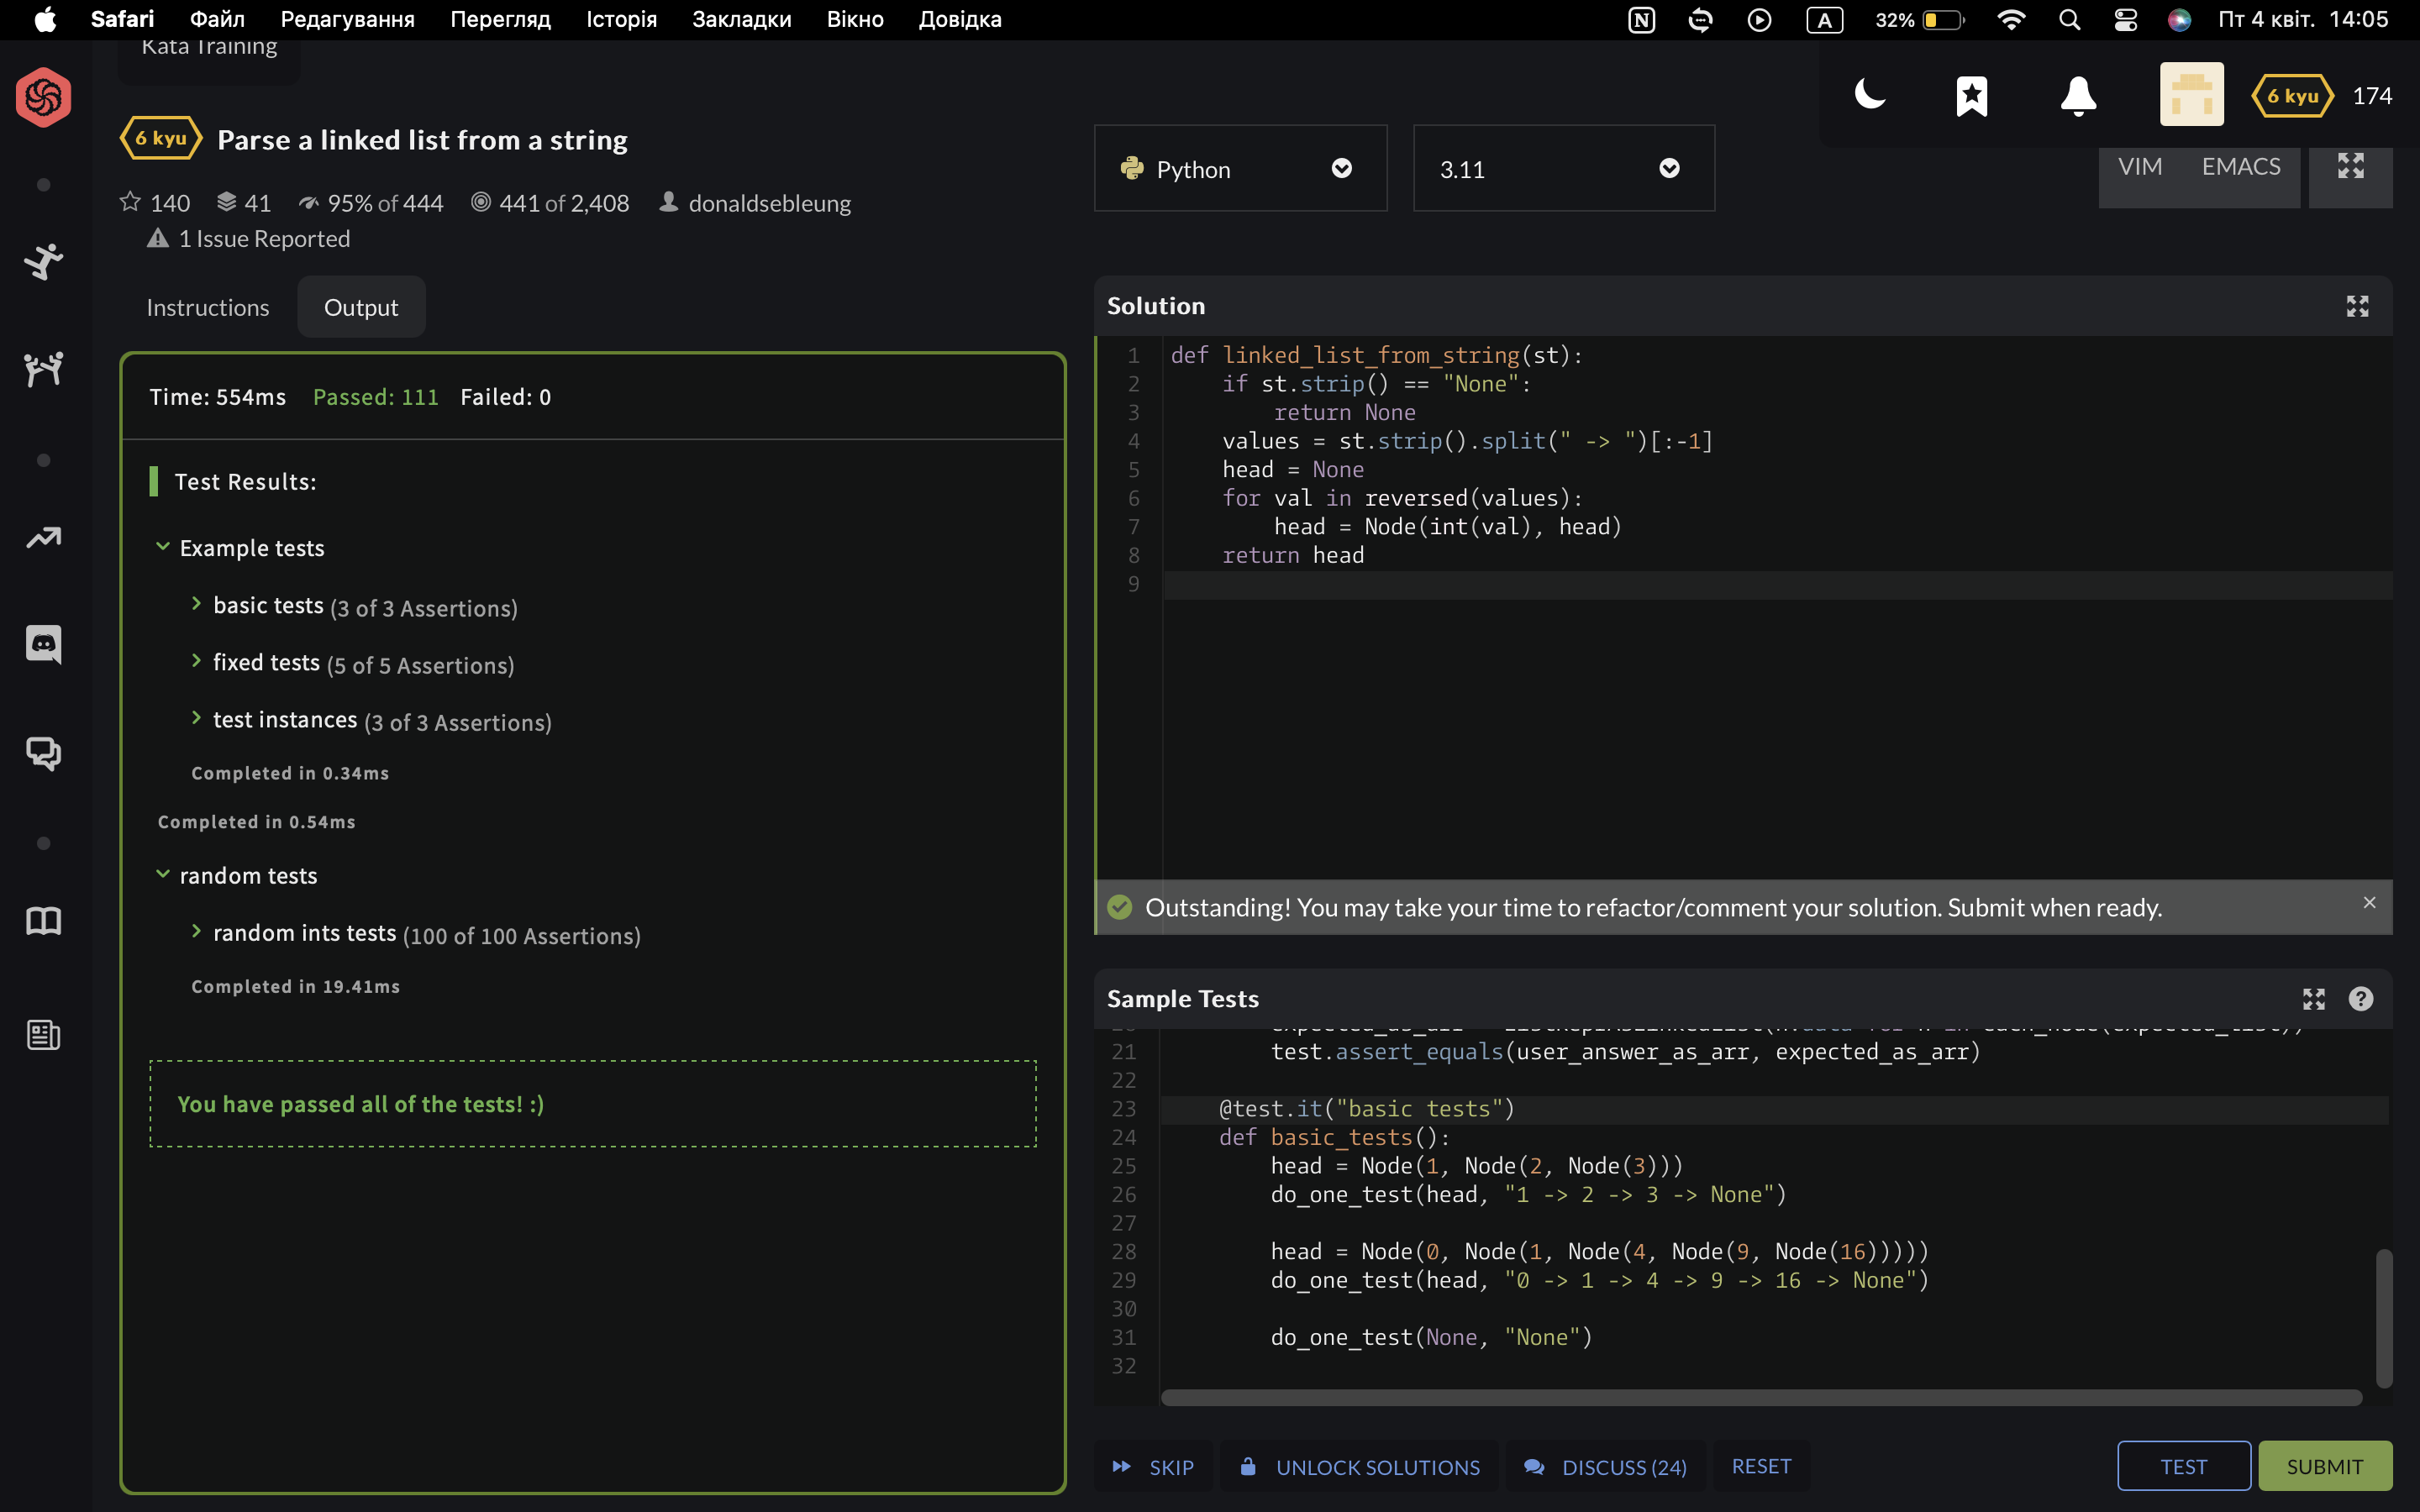 Safari Файл Редагування Перегляд Історія Закладки Вікно Довідка A 32% Пт 4 квіт. 14:05
Kata Training
6 kyu 174
6 kyu Parse a linked list from a string
140 41 95% of 444 441 of 2,408 donaldsebleung
1 Issue Reported
Python 3.11 VIM EMACS
Instructions Output
Time: 554ms Passed: 111 Failed: 0
Test Results:
Example tests
basic tests (3 of 3 Assertions)
fixed tests (5 of 5 Assertions)
test instances (3 of 3 Assertions)
Completed in 0.34ms
Completed in 0.54ms
random tests
random ints tests (100 of 100 Assertions)
Completed in 19.41ms
You have passed all of the tests! :)
Solution
1 def linked_list_from_string(st):
2 if st.strip() == "None":
3 return None
4 values = st.strip().split(" -> ")[:-1]
5 head = None
6 for val in reversed(values):
7 head = Node(int(val), head)
8 return head
9
Outstanding! You may take your time to refactor/comment your solution. Submit when ready.
Sample Tests
21 test.assert_equals(user_answer_as_arr, expected_as_arr)
22
23 @test.it("basic tests")
24 def basic_tests():
25 head = Node(1, Node(2, Node(3)))
26 do_one_test(head, "1 -> 2 -> 3 -> None")
27
28 head = Node(0, Node(1, Node(4, Node(9, Node(16)))))
29 do_one_test(head, "0 -> 1 -> 4 -> 9 -> 16 -> None")
30
31 do_one_test(None, "None")
32
SKIP UNLOCK SOLUTIONS DISCUSS (24) RESET TEST SUBMIT